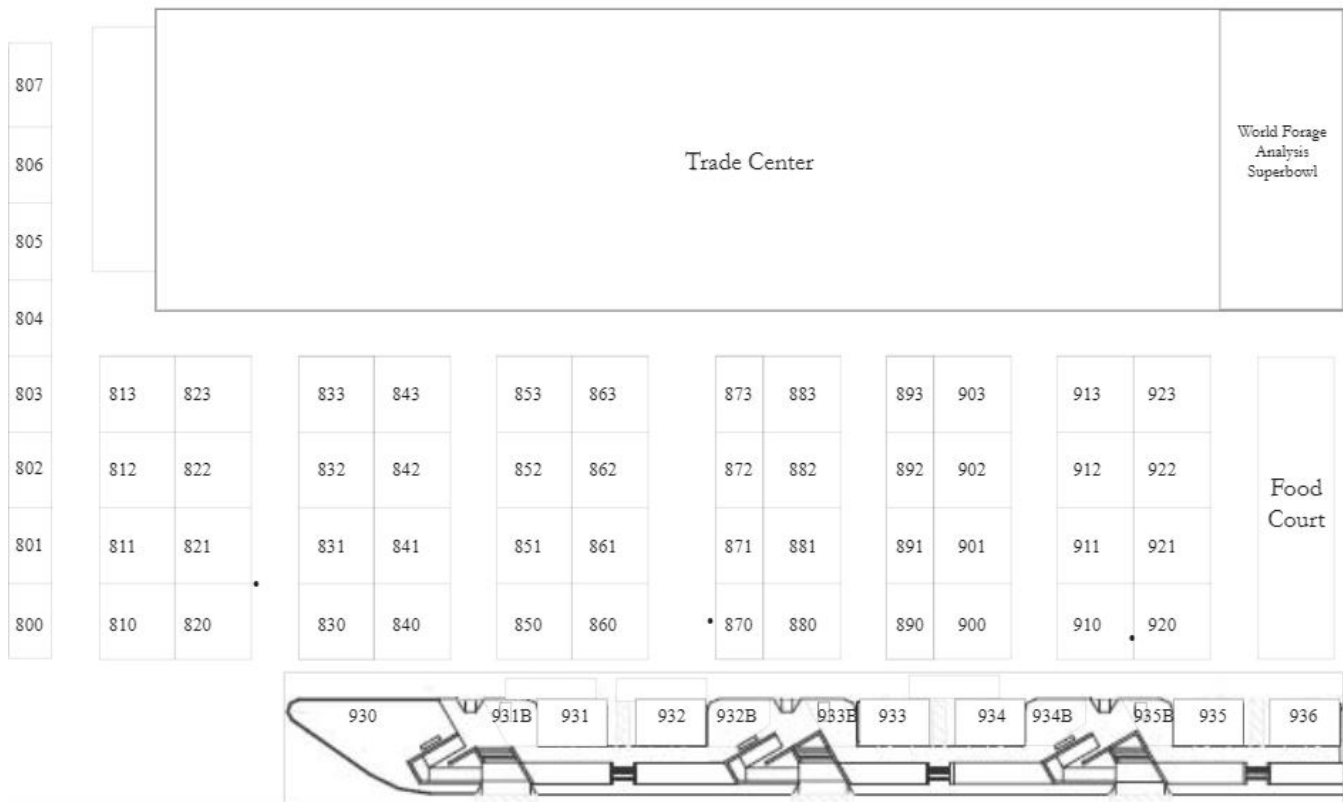 807
World Forage
Analysis
Superbowl
806
Trade Center
805
804
803 813 823 833 843 853 863 873 883 893 903 913 923
802 812 822 832 842 852 862 872 882 892 902 912 922
Food
Court
801 811 821 831 841 851 861 871 881 891 901 911 921
800 810 820 830 840 850 860 870 880 890 900 910 920
930 931B 931 932 932B 933B 933 934 934B 935B 935 936